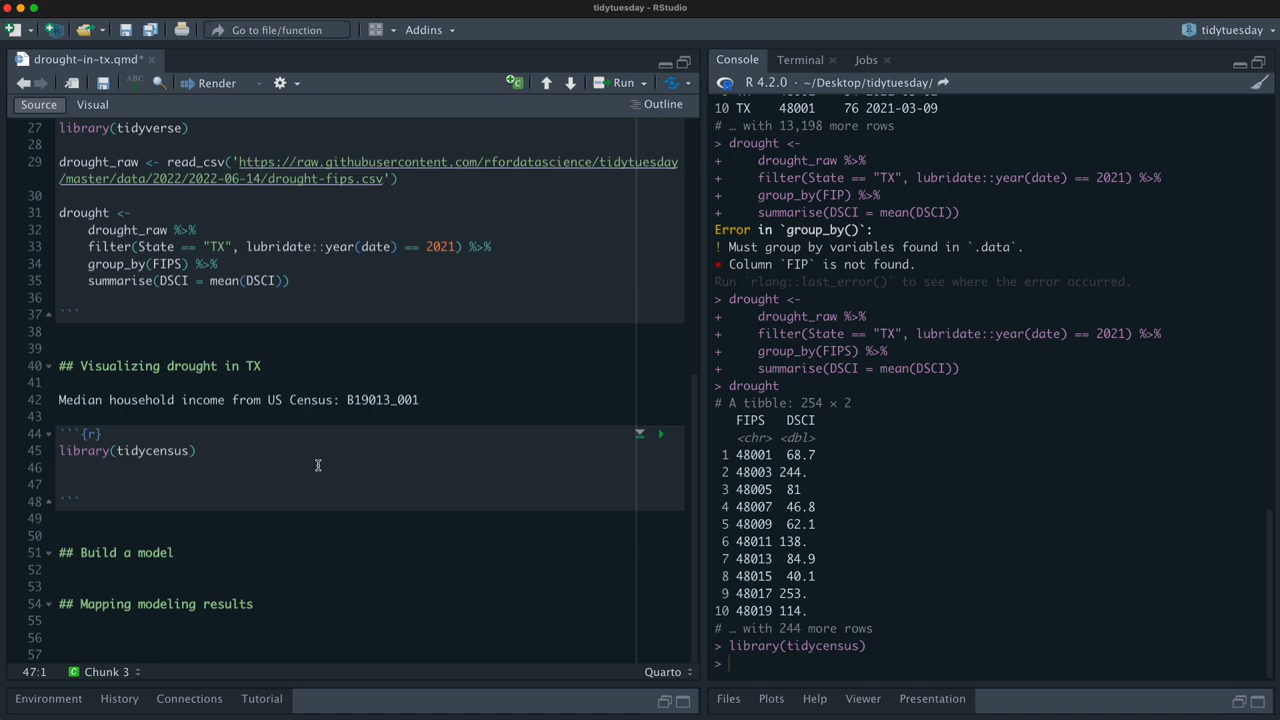 tidytuesday - RStudio
Go to file/function
Addins
tidytuesday
drought-in-tx.qmd*
Render
Run
Source
Visual
Outline
27 library(tidyverse)
28
29 drought_raw <- read_csv('https://raw.githubusercontent.com/rfordatascience/tidytuesday
/master/data/2022/2022-06-14/drought-fips.csv')
30
31 drought <-
32 drought_raw %>%
33 filter(State == "TX", lubridate::year(date) == 2021) %>%
34 group_by(FIPS) %>%
35 summarise(DSCI = mean(DSCI))
36
37 ```
38
39
40 ## Visualizing drought in TX
41
42 Median household income from US Census: B19013_001
43
44 ```{r}
45 library(tidycensus)
46
47
48 ```
49
50
51 ## Build a model
52
53
54 ## Mapping modeling results
55
56
57
47:1
C Chunk 3
Quarto
Environment
History
Connections
Tutorial
Console
Terminal
Jobs
R 4.2.0 · ~/Desktop/tidytuesday/
10 TX 48001 76 2021-03-09
# … with 13,198 more rows
> drought <-
+ drought_raw %>%
+ filter(State == "TX", lubridate::year(date) == 2021) %>%
+ group_by(FIP) %>%
+ summarise(DSCI = mean(DSCI))
Error in `group_by()`:
! Must group by variables found in `.data`.
✖ Column `FIP` is not found.
Run `rlang::last_error()` to see where the error occurred.
> drought <-
+ drought_raw %>%
+ filter(State == "TX", lubridate::year(date) == 2021) %>%
+ group_by(FIPS) %>%
+ summarise(DSCI = mean(DSCI))
> drought
# A tibble: 254 × 2
FIPS DSCI
<chr> <dbl>
1 48001 68.7
2 48003 244.
3 48005 81
4 48007 46.8
5 48009 62.1
6 48011 138.
7 48013 84.9
8 48015 40.1
9 48017 253.
10 48019 114.
# … with 244 more rows
> library(tidycensus)
>
Files
Plots
Help
Viewer
Presentation